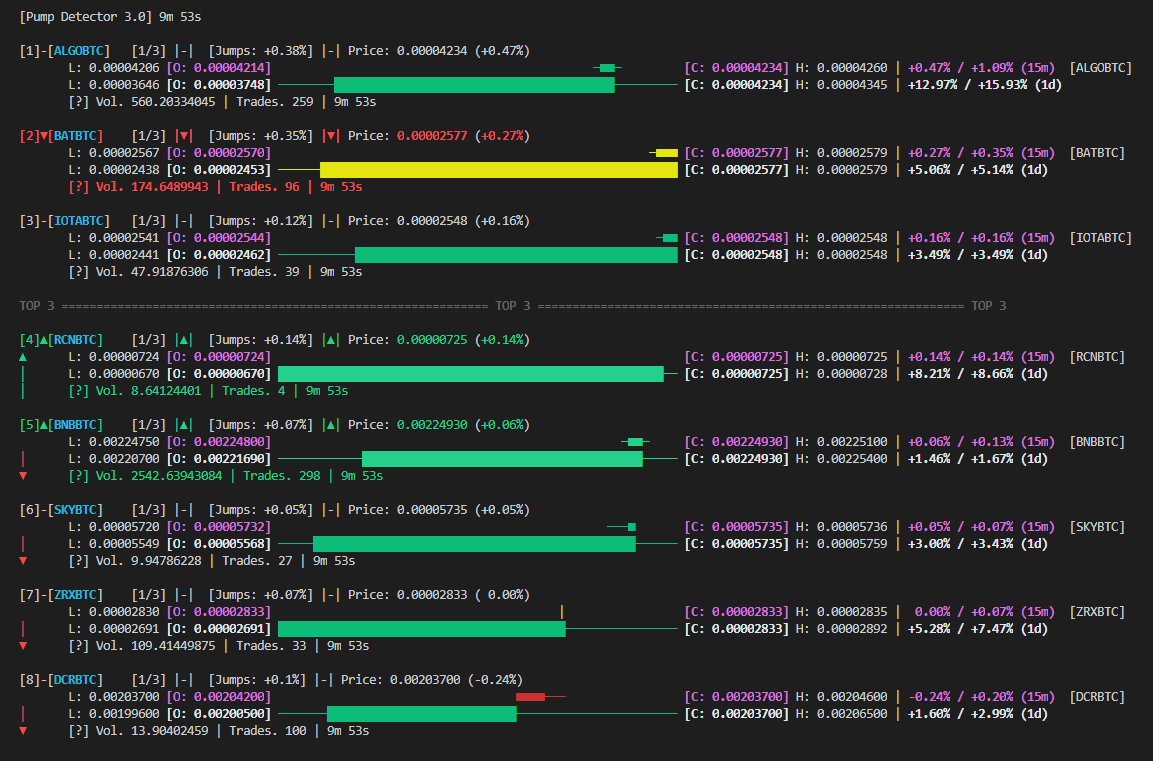 [Pump Detector 3.0] 9m 53s
[1]-[ALGOBTC] [1/3] |-| [Jumps: +0.38%] |-| Price: 0.00004234 (+0.47%)
L: 0.00004206 [O: 0.00004214] [C: 0.00004234] H: 0.00004260 | +0.47% / +1.09% (15m) [ALGOBTC]
L: 0.00003646 [O: 0.00003748] [C: 0.00004234] H: 0.00004345 | +12.97% / +15.93% (1d)
[?] Vol. 560.20334045 | Trades. 259 | 9m 53s
[2]▼[BATBTC] [1/3] |▼| [Jumps: +0.35%] |▼| Price: 0.00002577 (+0.27%)
L: 0.00002567 [O: 0.00002570] [C: 0.00002577] H: 0.00002579 | +0.27% / +0.35% (15m) [BATBTC]
L: 0.00002438 [O: 0.00002453] [C: 0.00002577] H: 0.00002579 | +5.06% / +5.14% (1d)
[?] Vol. 174.6489943 | Trades. 96 | 9m 53s
[3]-[IOTABTC] [1/3] |-| [Jumps: +0.12%] |-| Price: 0.00002548 (+0.16%)
L: 0.00002541 [O: 0.00002544] [C: 0.00002548] H: 0.00002548 | +0.16% / +0.16% (15m) [IOTABTC]
L: 0.00002441 [O: 0.00002462] [C: 0.00002548] H: 0.00002548 | +3.49% / +3.49% (1d)
[?] Vol. 47.91876306 | Trades. 39 | 9m 53s
TOP 3 ============================================================= TOP 3 ============================================================= TOP 3
[4]▲[RCNBTC] [1/3] |▲| [Jumps: +0.14%] |▲| Price: 0.00000725 (+0.14%)
▲ L: 0.00000724 [O: 0.00000724] [C: 0.00000725] H: 0.00000725 | +0.14% / +0.14% (15m) [RCNBTC]
| L: 0.00000670 [O: 0.00000670] [C: 0.00000725] H: 0.00000728 | +8.21% / +8.66% (1d)
| [?] Vol. 8.64124401 | Trades. 4 | 9m 53s
[5]▲[BNBBTC] [1/3] |▲| [Jumps: +0.07%] |▲| Price: 0.00224930 (+0.06%)
L: 0.00224750 [O: 0.00224800] [C: 0.00224930] H: 0.00225100 | +0.06% / +0.13% (15m) [BNBBTC]
| L: 0.00220700 [O: 0.00221690] [C: 0.00224930] H: 0.00225400 | +1.46% / +1.67% (1d)
▼ [?] Vol. 2542.63943084 | Trades. 298 | 9m 53s
[6]-[SKYBTC] [1/3] |-| [Jumps: +0.05%] |-| Price: 0.00005735 (+0.05%)
L: 0.00005720 [O: 0.00005732] [C: 0.00005735] H: 0.00005736 | +0.05% / +0.07% (15m) [SKYBTC]
| L: 0.00005549 [O: 0.00005568] [C: 0.00005735] H: 0.00005759 | +3.00% / +3.43% (1d)
▼ [?] Vol. 9.94786228 | Trades. 27 | 9m 53s
[7]-[ZRXBTC] [1/3] |-| [Jumps: +0.07%] |-| Price: 0.00002833 ( 0.00%)
L: 0.00002830 [O: 0.00002833] | [C: 0.00002833] H: 0.00002835 | 0.00% / +0.07% (15m) [ZRXBTC]
| L: 0.00002691 [O: 0.00002691] [C: 0.00002833] H: 0.00002892 | +5.28% / +7.47% (1d)
▼ [?] Vol. 109.41449875 | Trades. 33 | 9m 53s
[8]-[DCRBTC] [1/3] |-| [Jumps: +0.1%] |-| Price: 0.00203700 (-0.24%)
L: 0.00203700 [O: 0.00204200] [C: 0.00203700] H: 0.00204600 | -0.24% / +0.20% (15m) [DCRBTC]
| L: 0.00199600 [O: 0.00200500] [C: 0.00203700] H: 0.00206500 | +1.60% / +2.99% (1d)
▼ [?] Vol. 13.90402459 | Trades. 100 | 9m 53s